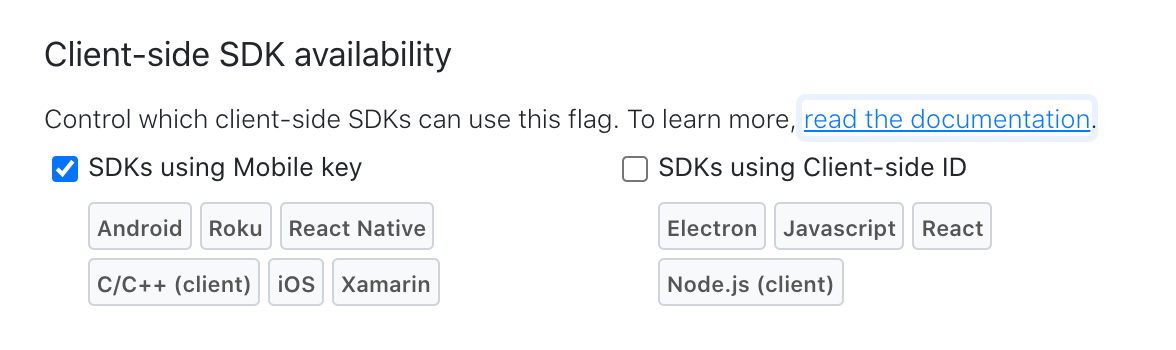 Client-side SDK availability
Control which client-side SDKs can use this flag. To learn more, read the documentation.
SDKs using Mobile key
Android Roku React Native
C/C++ (client) iOS Xamarin
SDKs using Client-side ID
Electron Javascript React
Node.js (client)